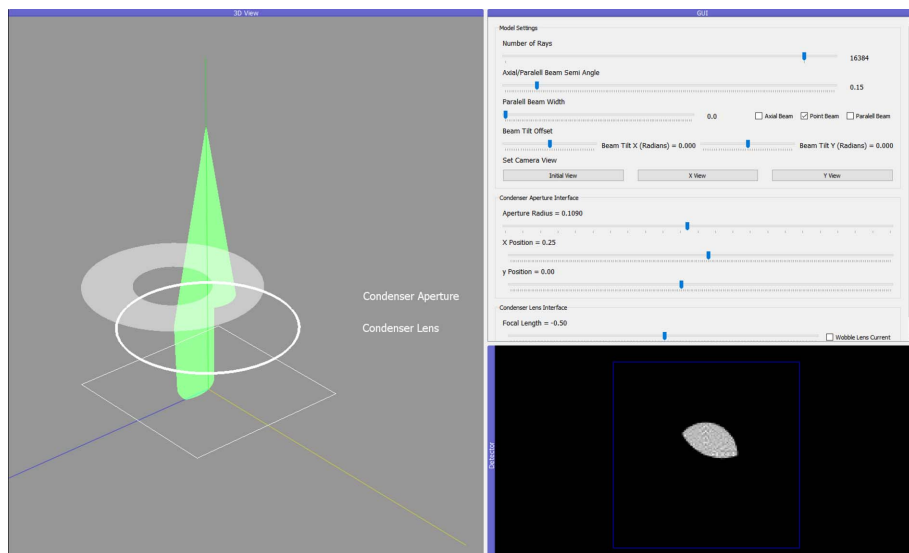 3D View
Condenser Aperture
Condenser Lens
GUI
Model Settings
Number of Rays
16384
Axial/Paralell Beam Semi Angle
0.15
Paralell Beam Width
0.0 Axial Beam Point Beam Paralell Beam
Beam Tilt Offset
Beam Tilt X (Radians) = 0.000 Beam Tilt Y (Radians) = 0.000
Set Camera View
Initial View X View Y View
Condenser Aperture Interface
Aperture Radius = 0.1090
X Position = 0.25
y Position = 0.00
Condenser Lens Interface
Focal Length = -0.50
Wobble Lens Current
Detector